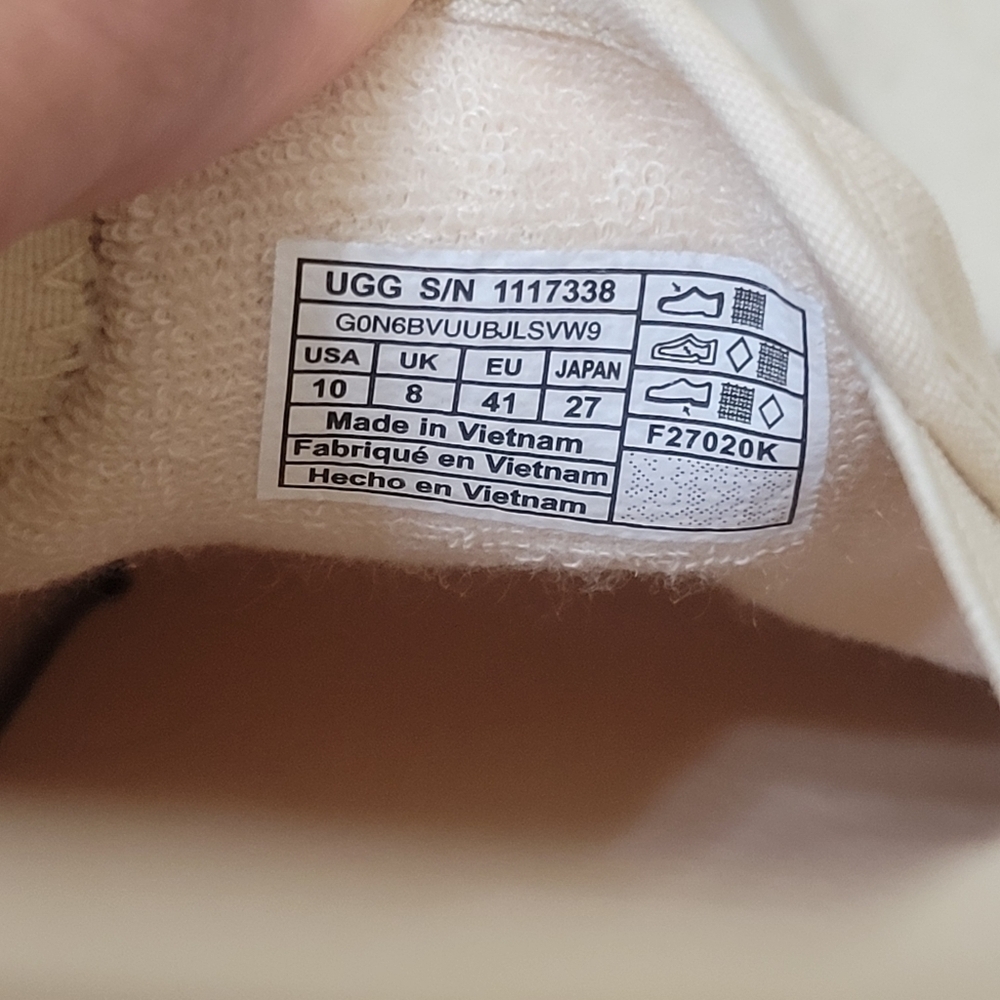 UGG S/N 1117338
G0N6BVUUBJLSVW9
USA UK EU JAPAN
10 8 41 27
Made in Vietnam
Fabriqué en Vietnam
Hecho en Vietnam
F27020K